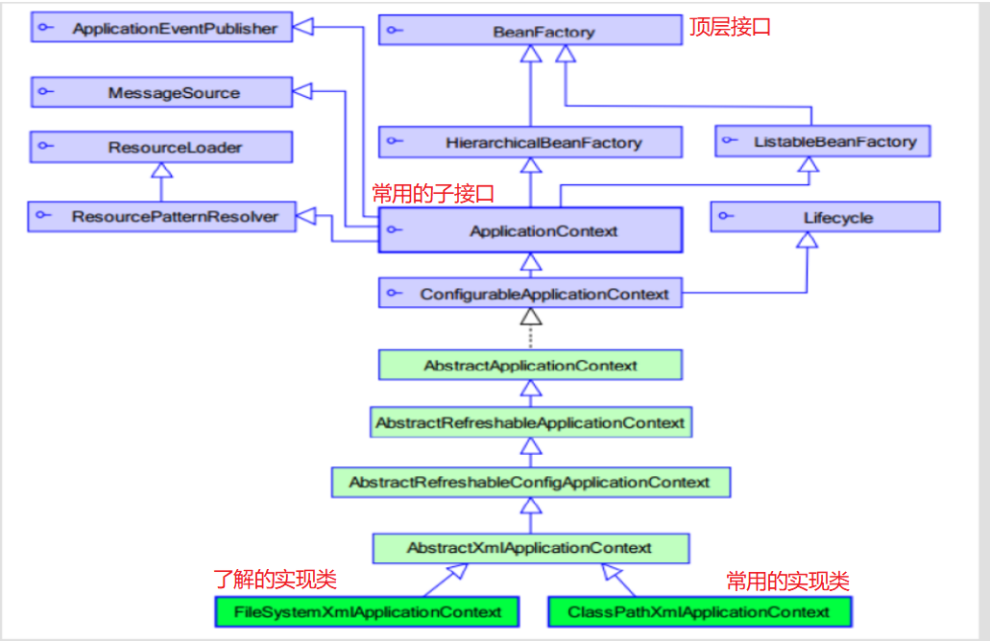 ApplicationEventPublisher
BeanFactory
顶层接口
MessageSource
ResourceLoader
HierarchicalBeanFactory
ListableBeanFactory
常用的子接口
ResourcePatternResolver
ApplicationContext
Lifecycle
ConfigurableApplicationContext
AbstractApplicationContext
AbstractRefreshableApplicationContext
AbstractRefreshableConfigApplicationContext
AbstractXmlApplicationContext
了解的实现类
常用的实现类
FileSystemXmlApplicationContext
ClassPathXmlApplicationContext